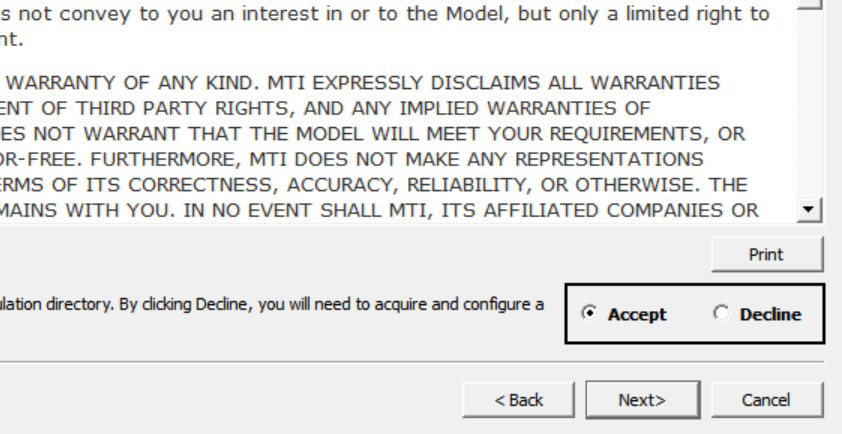 s not convey to you an interest in or to the Model, but only a limited right to
nt.
WARRANTY OF ANY KIND. MTI EXPRESSLY DISCLAIMS ALL WARRANTIES
ENT OF THIRD PARTY RIGHTS, AND ANY IMPLIED WARRANTIES OF
OES NOT WARRANT THAT THE MODEL WILL MEET YOUR REQUIREMENTS, OR
OR-FREE. FURTHERMORE, MTI DOES NOT MAKE ANY REPRESENTATIONS
ERMS OF ITS CORRECTNESS, ACCURACY, RELIABILITY, OR OTHERWISE. THE
MAINS WITH YOU. IN NO EVENT SHALL MTI, ITS AFFILIATED COMPANIES OR
Print
ulation directory. By clicking Decline, you will need to acquire and configure a
Accept Decline
< Back Next> Cancel